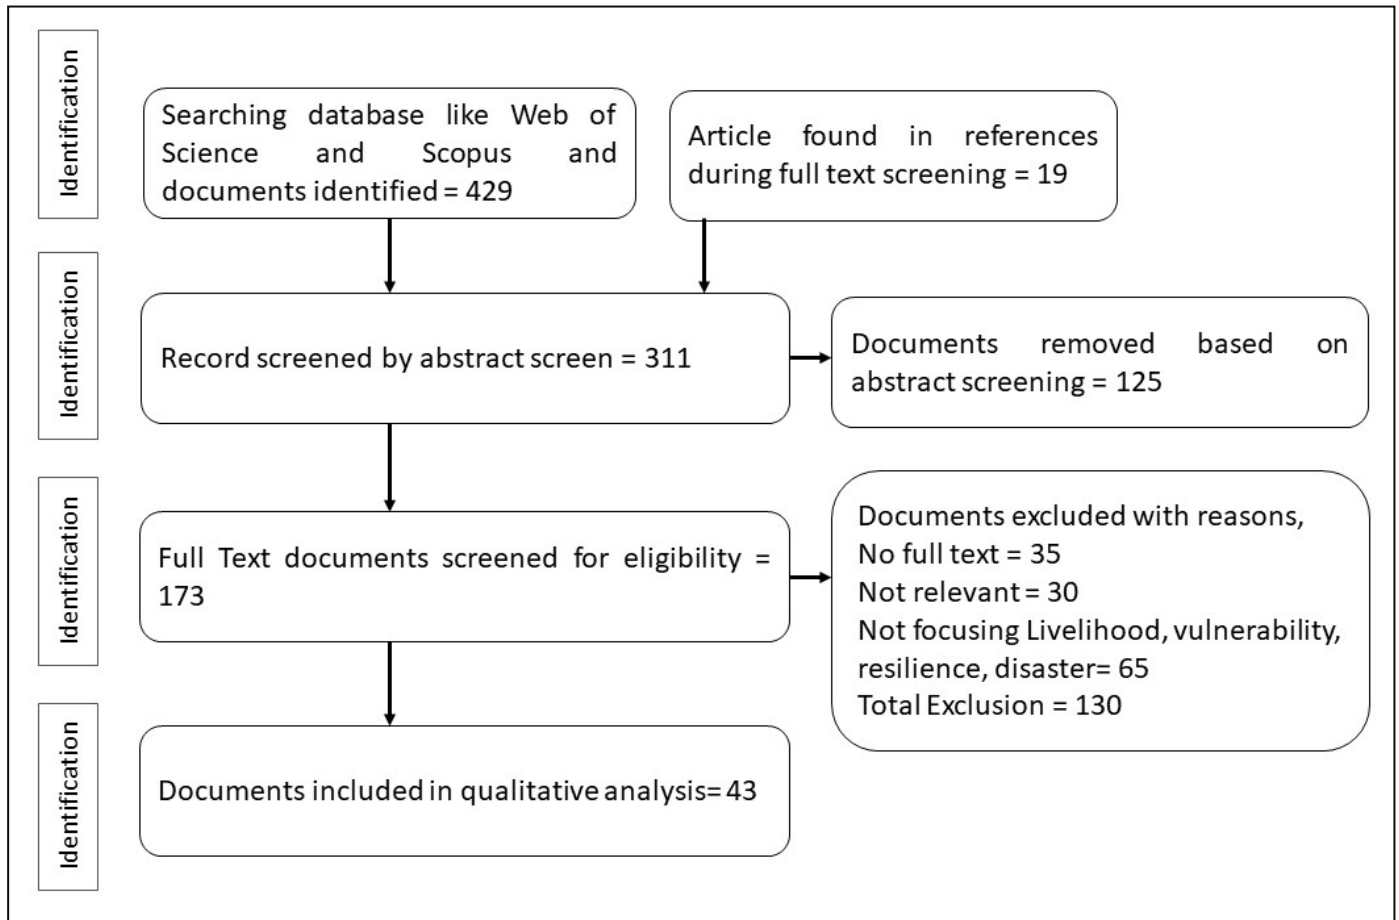 Identification
Searching database like Web of
Science and Scopus and
documents identified = 429
Article found in references
during full text screening = 19
Identification
Record screened by abstract screen = 311
Documents removed based on
abstract screening = 125
Identification
Full Text documents screened for eligibility =
173
Documents excluded with reasons,
No full text = 35
Not relevant = 30
Not focusing Livelihood, vulnerability,
resilience, disaster= 65
Total Exclusion = 130
Identification
Documents included in qualitative analysis= 43